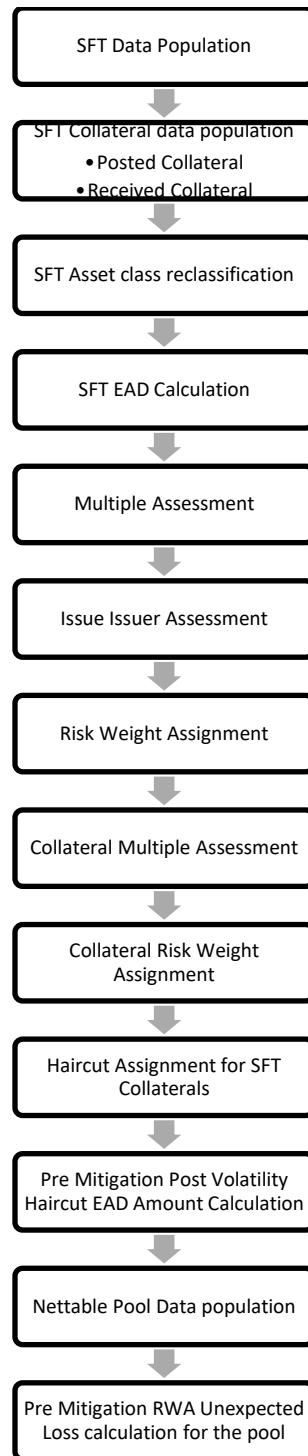 SFT Data Population
SFT Collateral data population
•Posted Collateral
•Received Collateral
SFT Asset class reclassification
SFT EAD Calculation
Multiple Assessment
Issue Issuer Assessment
Risk Weight Assignment
Collateral Multiple Assessment
Collateral Risk Weight
Assignment
Haircut Assignment for SFT
Collaterals
Pre Mitigation Post Volatility
Haircut EAD Amount Calculation
Nettable Pool Data population
Pre Mitigation RWA Unexpected
Loss calculation for the pool